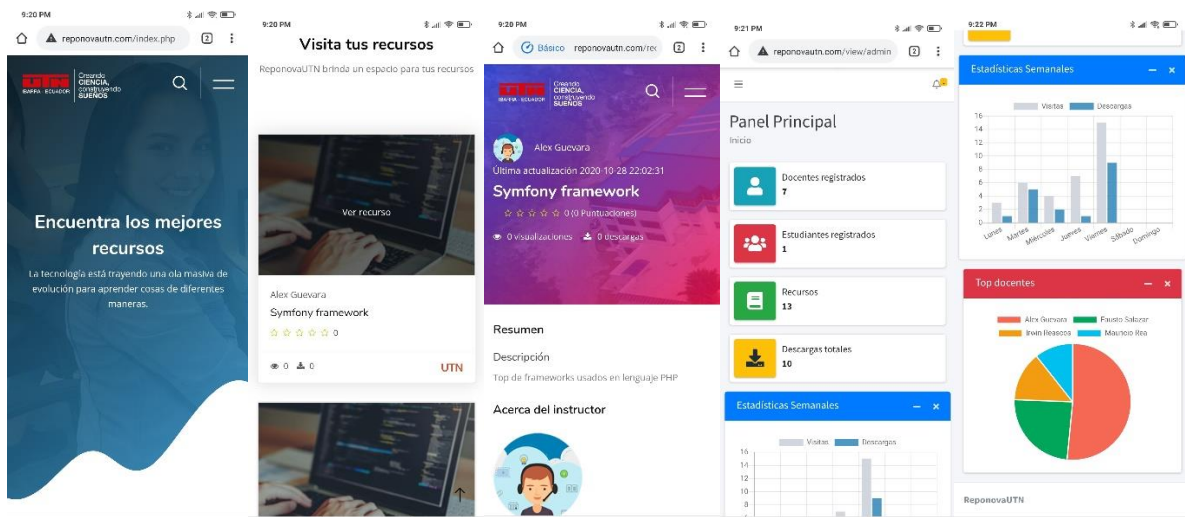 9:20 PM
reponovautn.com/index.php
2
UTN
IBARRA - ECUADOR
Creando
CIENCIA,
construyendo
SUEÑOS
Encuentra los mejores
recursos
La tecnología está trayendo una ola masiva de
evolución para aprender cosas de diferentes
maneras.
9:20 PM
Visita tus recursos
ReponovaUTN brinda un espacio para tus recursos
Ver recurso
Alex Guevara
Symfony framework
0
0 0
UTN
9:20 PM
Básico reponovautn.com/rec
2
UTN
IBARRA - ECUADOR
Creando
CIENCIA,
construyendo
SUEÑOS
Alex Guevara
Última actualización 2020-10-28 22:02:31
Symfony framework
0 (0 Puntuaciones)
0 visualizaciones 0 descargas
Resumen
Descripción
Top de frameworks usados en lenguaje PHP
Acerca del instructor
9:21 PM
reponovautn.com/view/admin
2
Panel Principal
Inicio
Docentes registrados
7
Estudiantes registrados
1
Recursos
13
Descargas totales
10
Estadísticas Semanales
Visitas Descargas
16
14
12
10
8
9:22 PM
Estadísticas Semanales
Visitas Descargas
16
14
12
10
8
6
4
2
0
Lunes Martes Miércoles Jueves Viernes Sábado Domingo
Top docentes
Alex Guevara Fausto Salazar
Irvin Reascos Mauricio Rea
ReponovaUTN